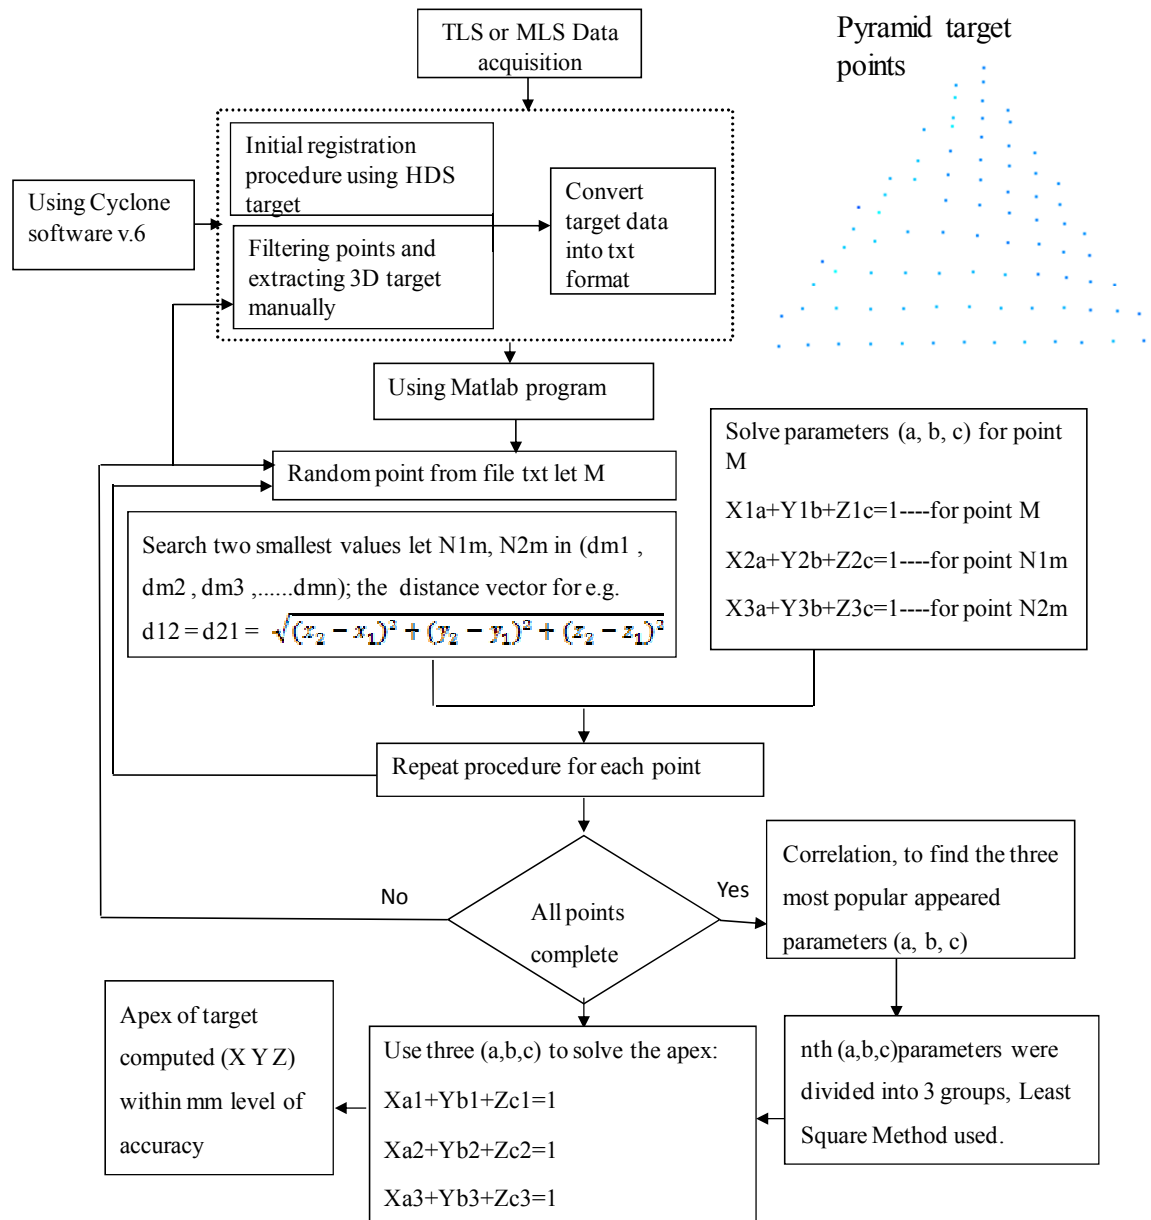 TLS or MLS Data
acquisition
Pyramid target
points
Initial registration
procedure using HDS
target
Using Cyclone
software v.6
Convert
target data
into txt
format
Filtering points and
extracting 3D target
manually
Using Matlab program
Random point from file txt let M
Solve parameters (a, b, c) for point
M
X1a+Y1b+Z1c=1----for point M
X2a+Y2b+Z2c=1----for point N1m
X3a+Y3b+Z3c=1----for point N2m
Search two smallest values let N1m, N2m in (dm1 ,
dm2 , dm3 ,......dmn); the distance vector for e.g.
d12 = d21 = √(x₂ − x₁)² + (y₂ − y₁)² + (z₂ − z₁)²
Repeat procedure for each point
No
Yes
All points
complete
Correlation, to find the three
most popular appeared
parameters (a, b, c)
nth (a,b,c)parameters were
divided into 3 groups, Least
Square Method used.
Use three (a,b,c) to solve the apex:
Xa1+Yb1+Zc1=1
Xa2+Yb2+Zc2=1
Xa3+Yb3+Zc3=1
Apex of target
computed (X Y Z)
within mm level of
accuracy